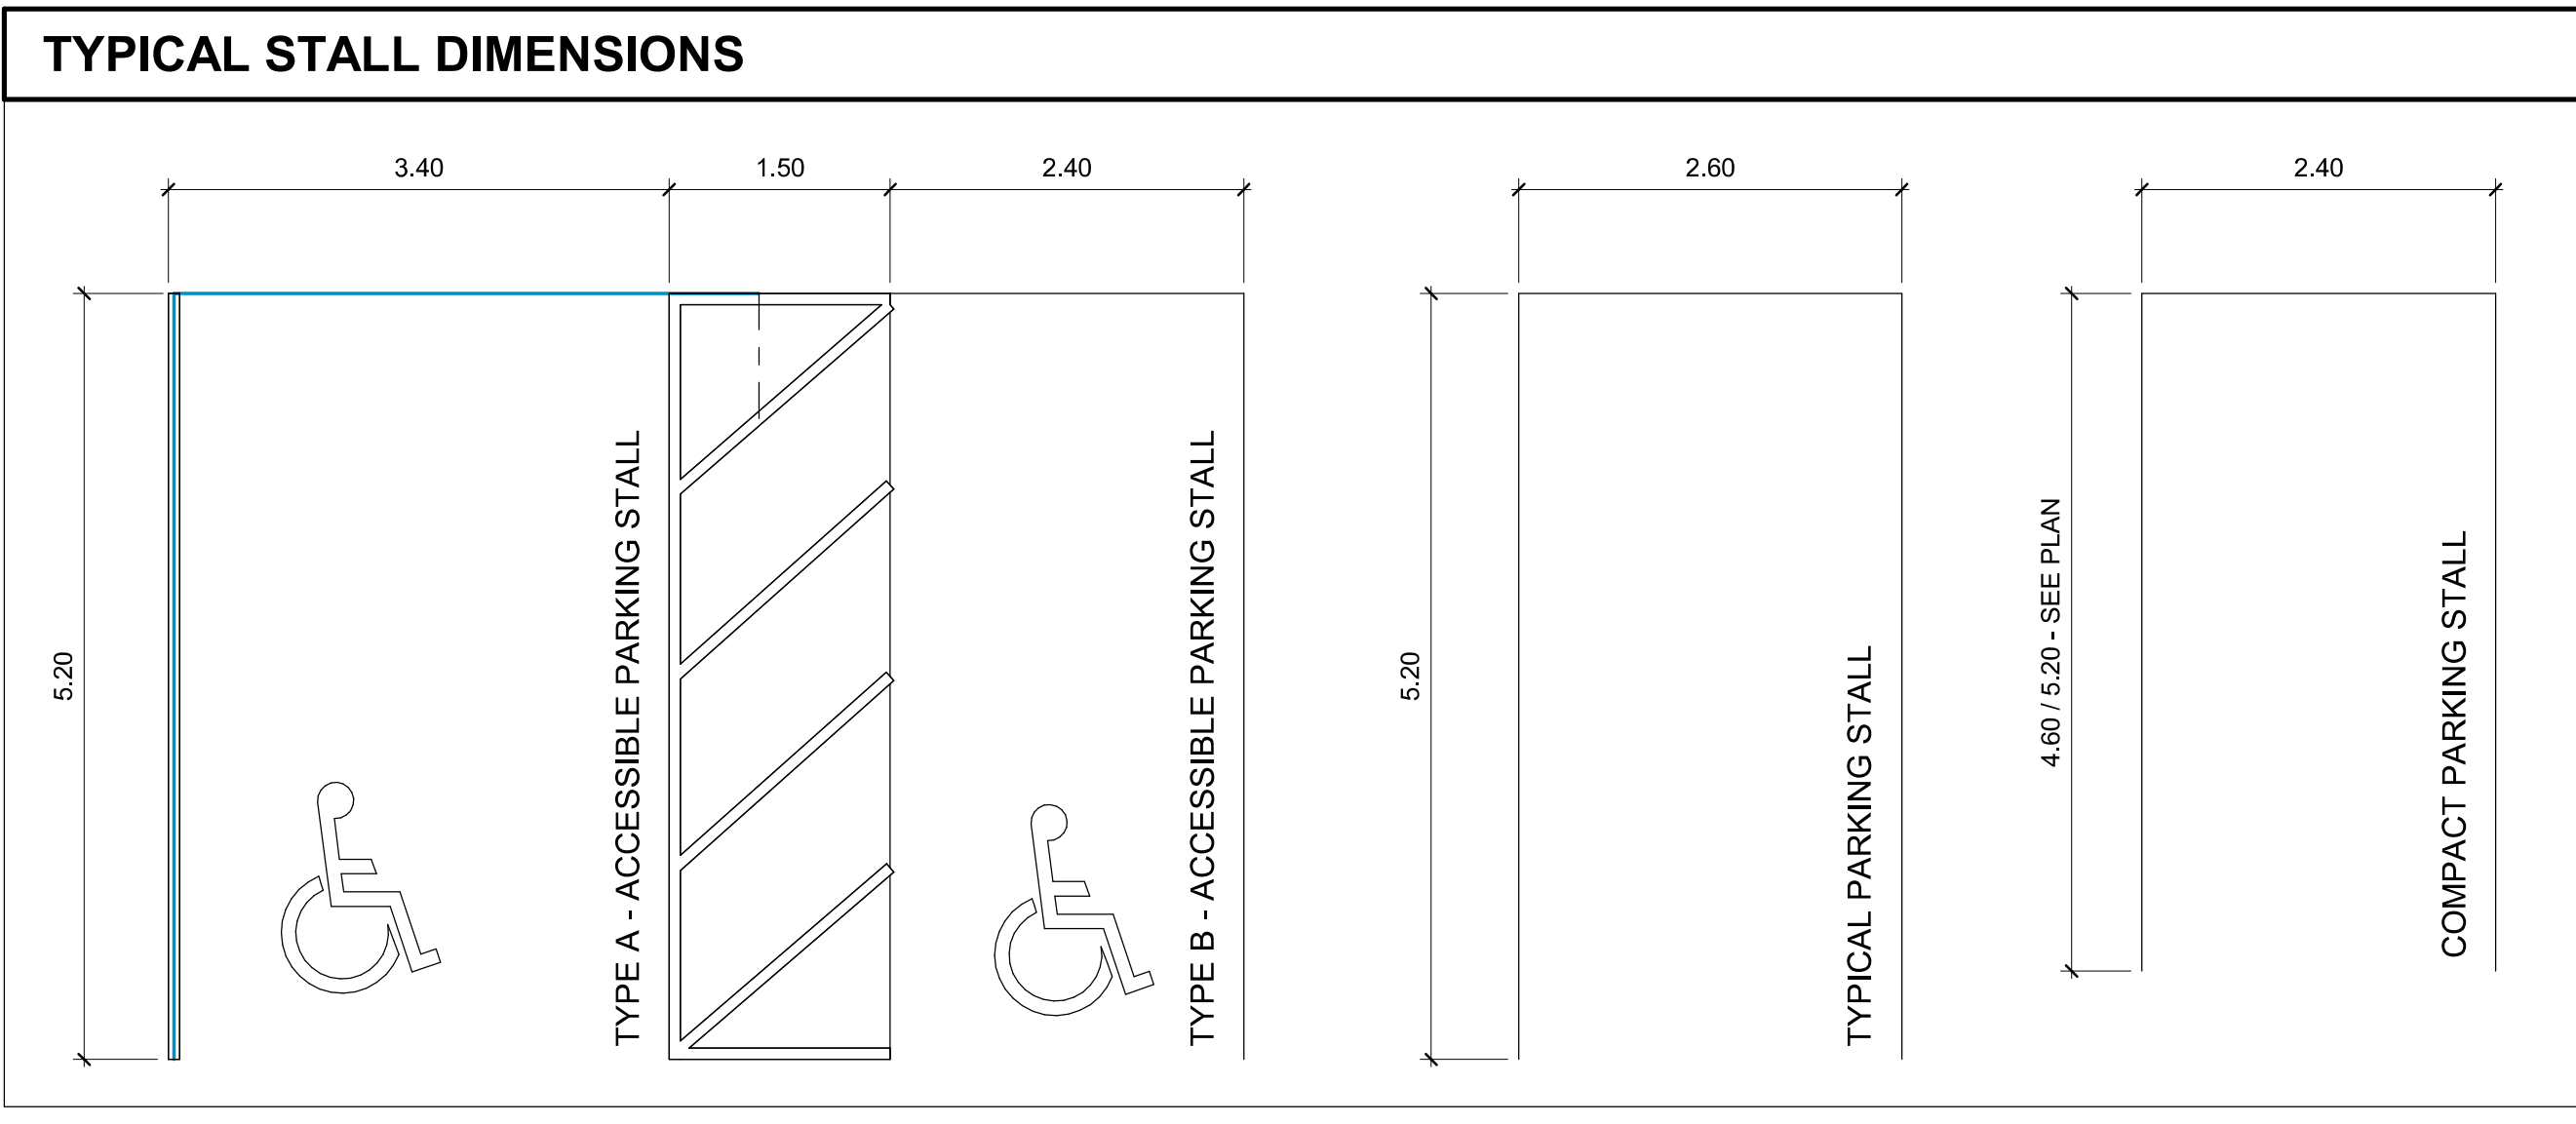 TYPICAL STALL DIMENSIONS
3.40
1.50
2.40
2.60
2.40
5.20
TYPE A - ACCESSIBLE PARKING STALL
TYPE B - ACCESSIBLE PARKING STALL
5.20
TYPICAL PARKING STALL
4.60 / 5.20 - SEE PLAN
COMPACT PARKING STALL